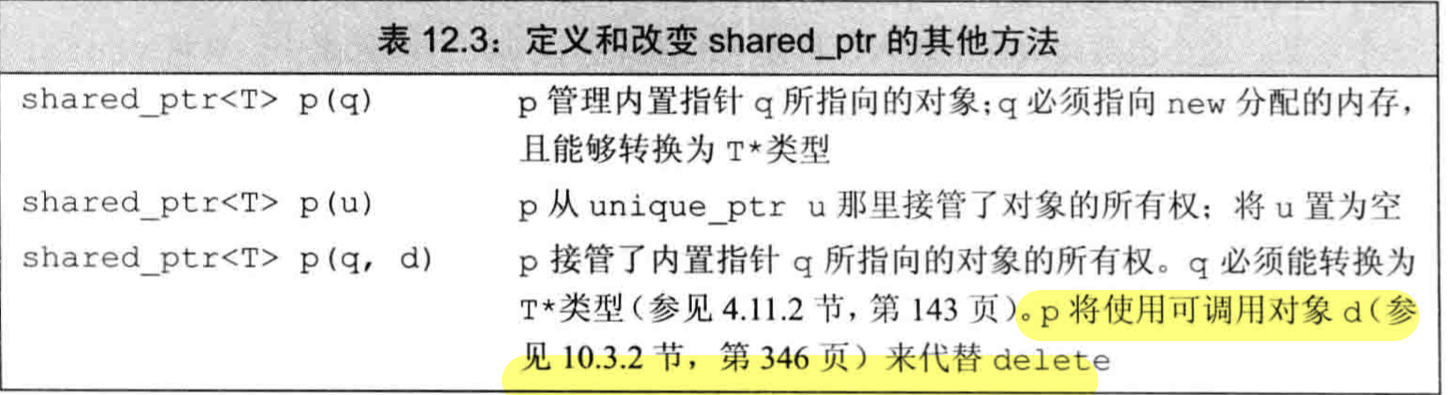 表 12.3：定义和改变 shared_ptr 的其他方法
shared_ptr<T> p(q) p 管理内置指针 q 所指向的对象；q 必须指向 new 分配的内存，
且能够转换为 T*类型
shared_ptr<T> p(u) p 从 unique_ptr u 那里接管了对象的所有权；将 u 置为空
shared_ptr<T> p(q, d) p 接管了内置指针 q 所指向的对象的所有权。q 必须能转换为
T*类型（参见 4.11.2 节，第 143 页）。p 将使用可调用对象 d（参
见 10.3.2 节，第 346 页）来代替 delete